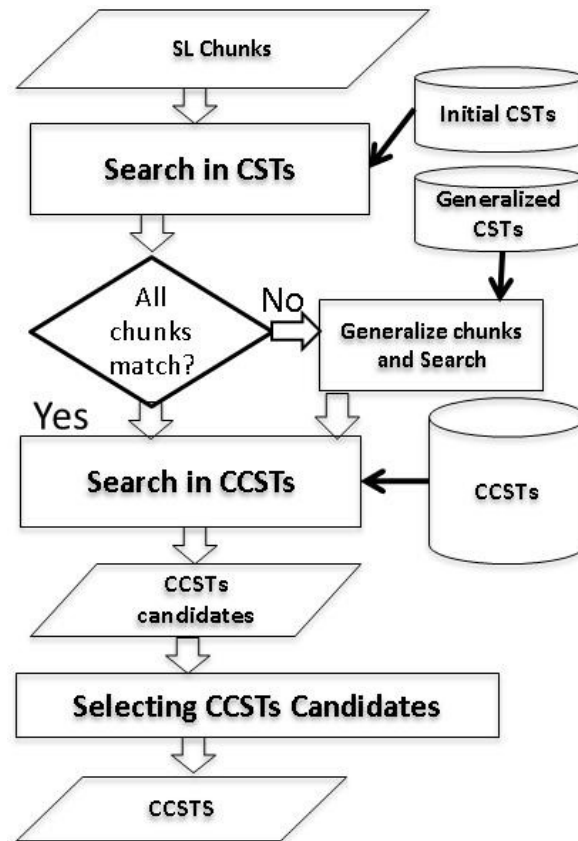 SL Chunks
Initial CSTs
Search in CSTs
Generalized
CSTs
All
chunks
match?
No
Generalize chunks
and Search
Yes
Search in CCSTs
CCSTs
CCSTs
candidates
Selecting CCSTs Candidates
CCSTS